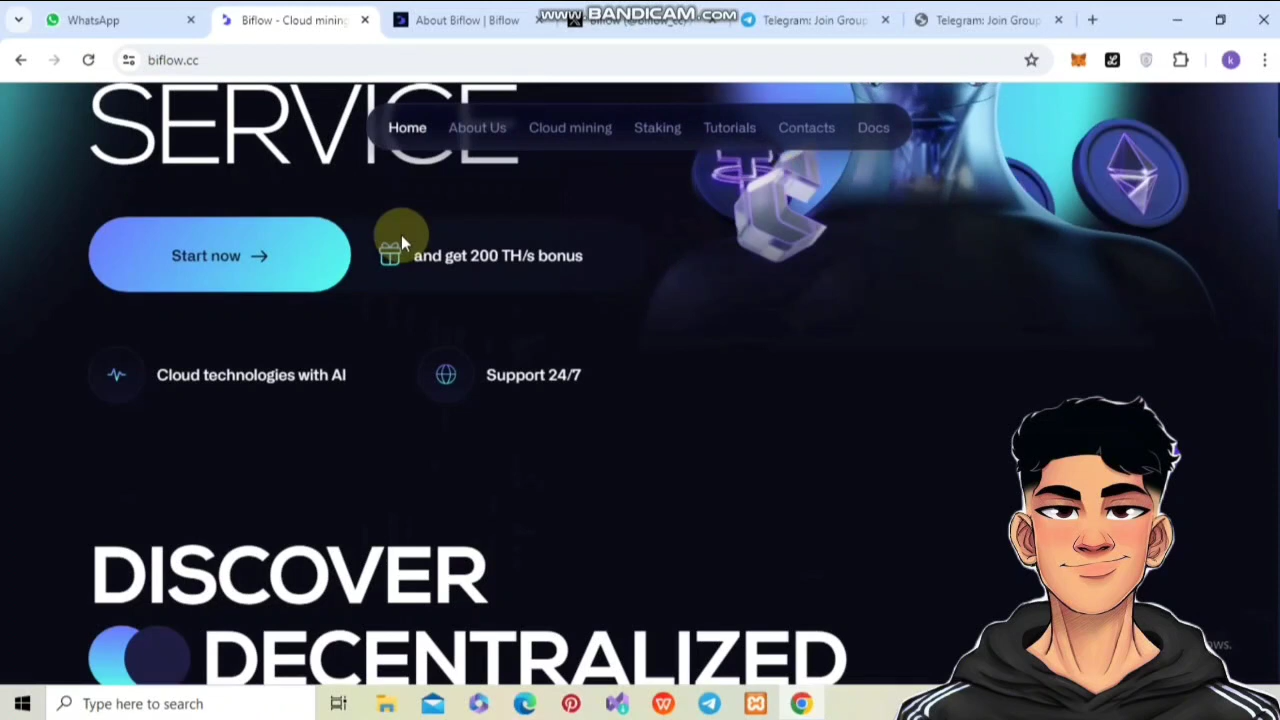 WhatsApp
Biflow - Cloud mining
About Biflow | Biflow
www.BANDICAM.com
Telegram: Join Group
Telegram: Join Group
biflow.cc
SERVICE
Home
About Us
Cloud mining
Staking
Tutorials
Contacts
Docs
Start now →
and get 200 TH/s bonus
Cloud technologies with AI
Support 24/7
DISCOVER
DECENTRALIZED
Type here to search